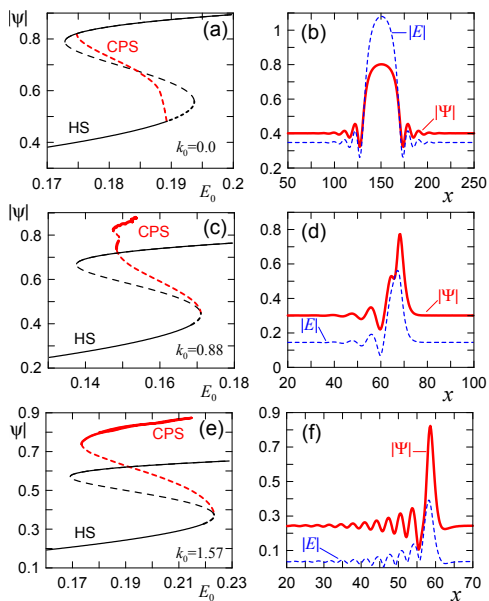 |ψ|
0.8
0.6
0.4
0.17 0.18 0.19 0.2
CPS
HS
(a)
k₀=0.0
E₀
(b)
|E|
|Ψ|
1
0.8
0.6
0.4
0.2
50 100 150 200 250
x
|ψ|
0.8
0.6
0.4
0.2
0.14 0.16 0.18
(c)
CPS
HS
k₀=0.88
E₀
(d)
|Ψ|
|E|
0.8
0.6
0.4
0.2
0
20 40 60 80 100
x
ψ|
0.9
0.7
0.5
0.3
0.1
0.17 0.19 0.21 0.23
(e)
CPS
HS
k₀=1.57
E₀
(f)
|Ψ|
|E|
0.9
0.7
0.5
0.3
0.1
20 30 40 50 60 70
x